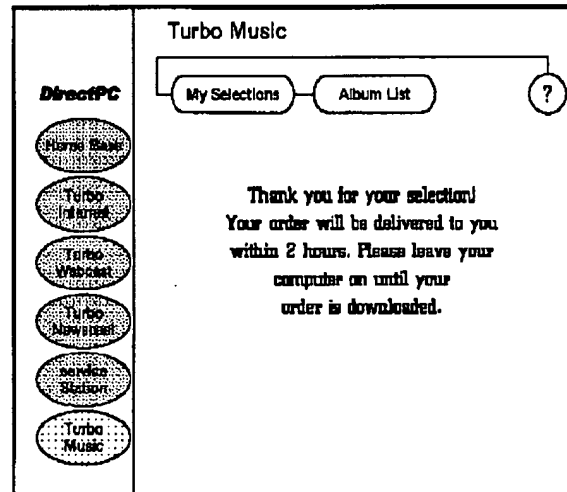 Turbo Music
DirectPC
My Selections
Album List
?
Home Base
Turbo
Internet
Turbo
Webcast
Turbo
Newscast
service
Station
Turbo
Music
Thank you for your selection!
Your order will be delivered to you
within 2 hours. Please leave your
computer on until your
order is downloaded.